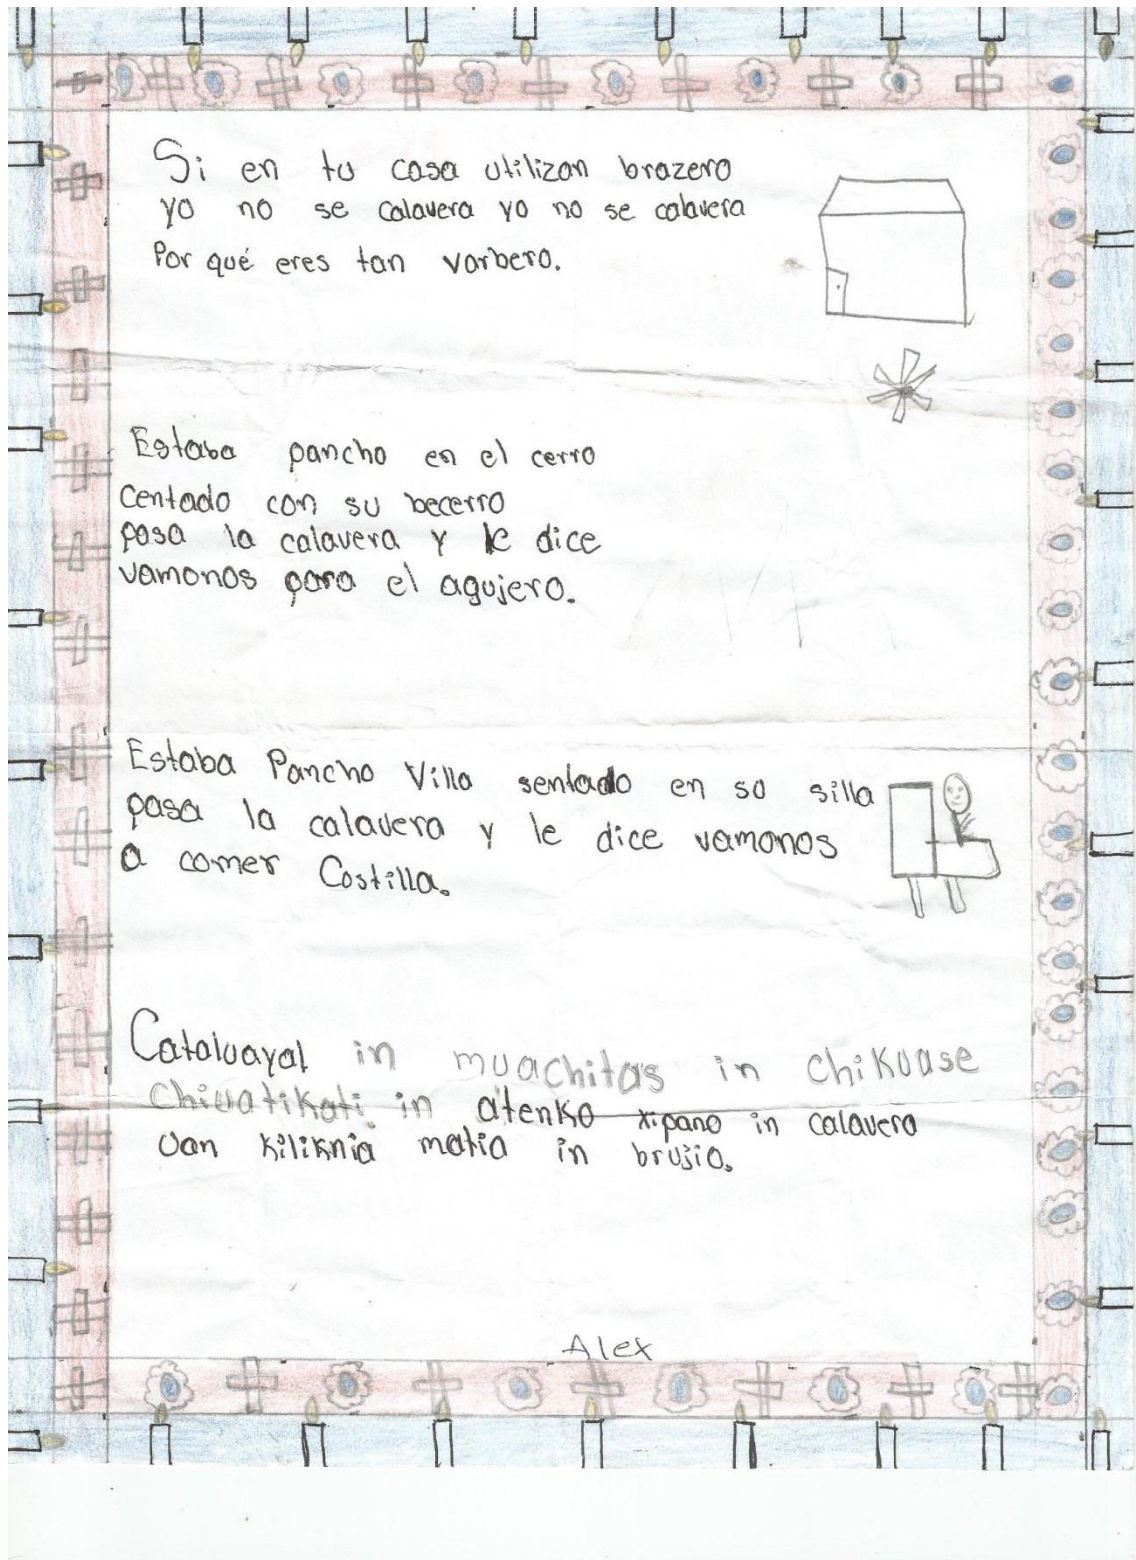 Si en tu casa utilizan brazero
yo no se calavera yo no se calavera
Por qué eres tan varbero.
Estaba pancho en el cerro
Centado con su becerro
pasa la calavera y le dice
vamonos para el agujero.
Estaba Pancho Villa sentado en so silla
pasa la calavera y le dice vamonos
a comer Costilla.
Cataluayal in muachitas in chikuase
Chiuatikati in atenko xipano in calavera
uan kiliknia matia in brujio.
Alex